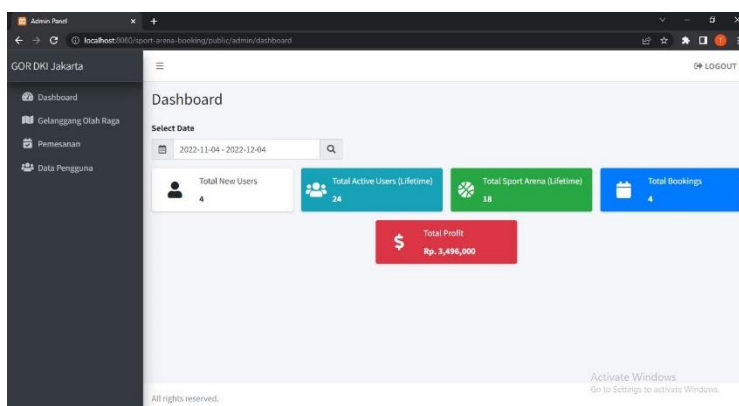 Admin Panel
localhost:8080/sport-arena-booking/public/admin/dashboard
GOR DKI Jakarta
LOGOUT
Dashboard
Gelanggang Olah Raga
Pemesanan
Data Pengguna
Dashboard
Select Date
2022-11-04 - 2022-12-04
Total New Users
4
Total Active Users (Lifetime)
24
Total Sport Arena (Lifetime)
18
Total Bookings
4
Total Profit
Rp. 3,496,000
Activate Windows
Go to Settings to activate Windows.
All rights reserved.